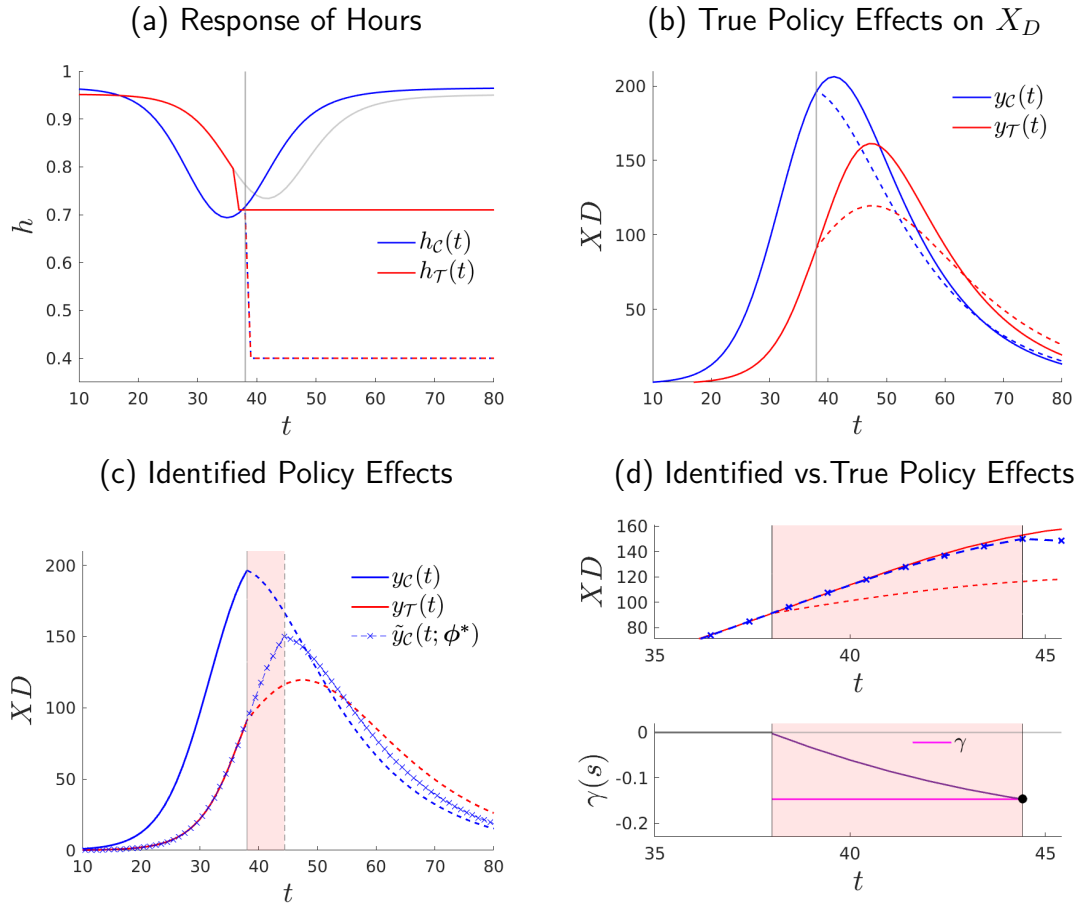 (a) Response of Hours
1
0.9
0.8
0.7
0.6
0.5
0.4
h
h_C(t)
h_T(t)
10 20 30 40 50 60 70 80
t
(b) True Policy Effects on X_D
200
150
100
50
XD
y_C(t)
y_T(t)
10 20 30 40 50 60 70 80
t
(c) Identified Policy Effects
200
150
100
50
0
XD
y_C(t)
y_T(t)
ỹ_C(t; ϕ*)
10 20 30 40 50 60 70 80
t
(d) Identified vs.True Policy Effects
160
140
120
100
80
XD
35 40 45
t
0
-0.1
-0.2
γ(s)
γ
35 40 45
t